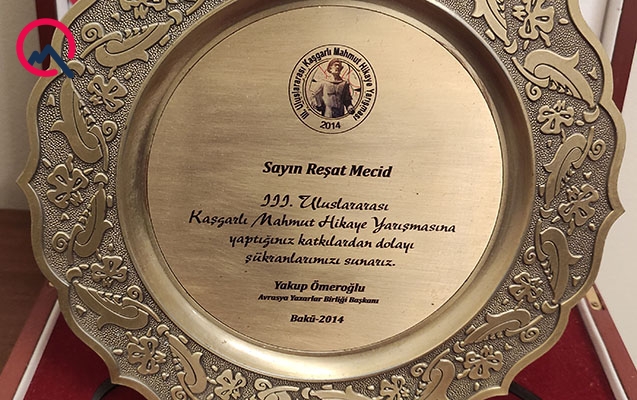 III. Uluslararası Kaşgarlı Mahmut Hikaye Yarışması
2014
Sayın Reşat Mecid
III. Uluslararası
Kaşgarlı Mahmut Hikaye Yarışmasına
yaptığınız katkılardan dolayı
şükranlarımızı sunarız.
Yakup Ömeroğlu
Avrasya Yazarlar Birliği Başkanı
Bakü-2014